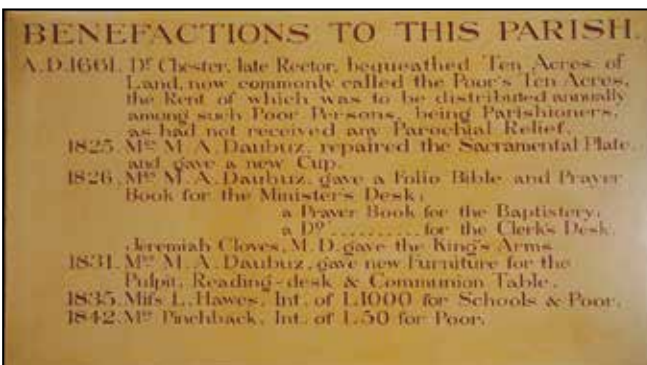 BENEFACTIONS TO THIS PARISH.
A.D.1661. Dr Chester, late Rector, bequeathed Ten Acres of
Land, now commonly called the Poor's Ten Acres,
the Rent of which was to be distributed annually
among such Poor Persons, being Parishioners,
as had not received any Parochial Relief.
1825. Mrs M. A. Daubuz, repaired the Sacramental Plate
and gave a new Cup.
1826. Mrs M. A. Daubuz, gave a Folio Bible and Prayer
Book for the Minister's Desk;
a Prayer Book for the Baptistery;
a Do .......... for the Clerk's Desk.
Jeremiah Cloves, M.D. gave the King's Arms
1831. Mrs M. A. Daubuz, gave new Furniture for the
Pulpit, Reading-desk & Communion Table.
1835. Miſs L. Hawes, Int. of L1000 for Schools & Poor.
1842. Mrs Pinchback, Int. of L50 for Poor.